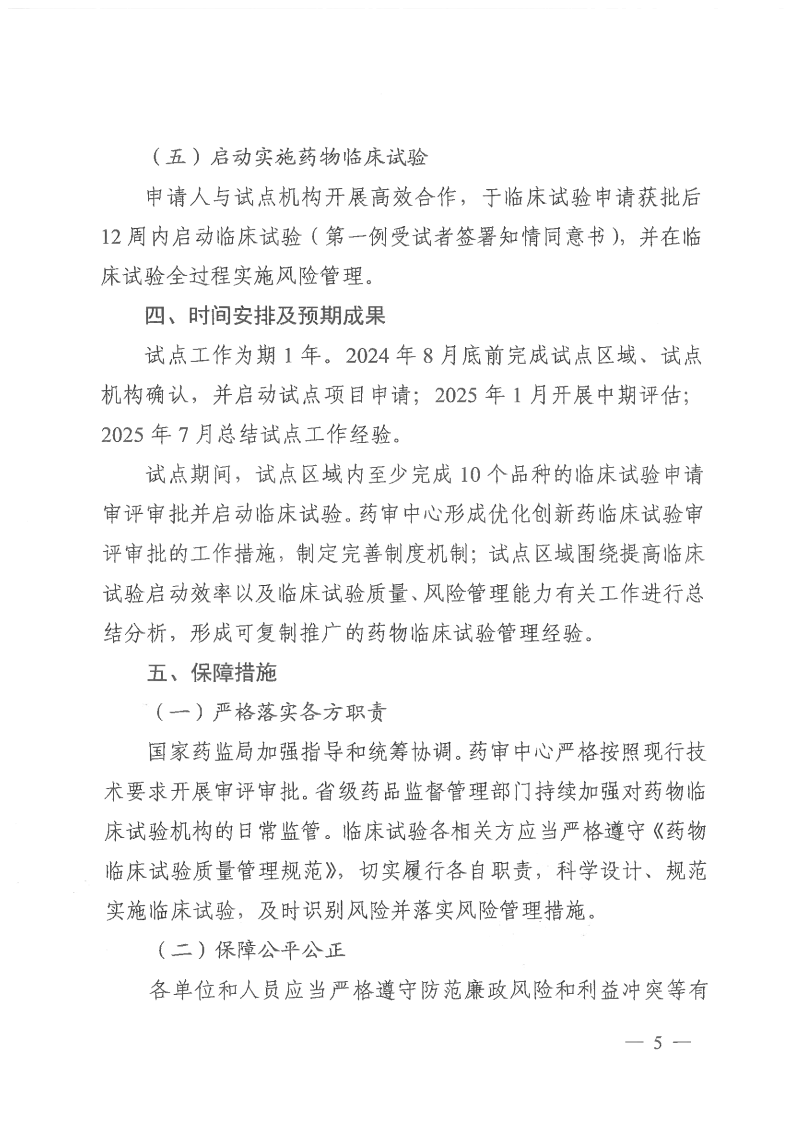 （五）启动实施药物临床试验
申请人与试点机构开展高效合作，于临床试验申请获批后
12 周内启动临床试验（第一例受试者签署知情同意书），并在临
床试验全过程实施风险管理。
四、时间安排及预期成果
试点工作为期 1 年。2024 年 8 月底前完成试点区域、试点
机构确认，并启动试点项目申请；2025 年 1 月开展中期评估；
2025 年 7 月总结试点工作经验。
试点期间，试点区域内至少完成 10 个品种的临床试验申请
审评审批并启动临床试验。药审中心形成优化创新药临床试验审
评审批的工作措施，制定完善制度机制；试点区域围绕提高临床
试验启动效率以及临床试验质量、风险管理能力有关工作进行总
结分析，形成可复制推广的药物临床试验管理经验。
五、保障措施
（一）严格落实各方职责
国家药监局加强指导和统筹协调。药审中心严格按照现行技
术要求开展审评审批。省级药品监督管理部门持续加强对药物临
床试验机构的日常监管。临床试验各相关方应当严格遵守《药物
临床试验质量管理规范》，切实履行各自职责，科学设计、规范
实施临床试验，及时识别风险并落实风险管理措施。
（二）保障公平公正
各单位和人员应当严格遵守防范廉政风险和利益冲突等有
— 5 —